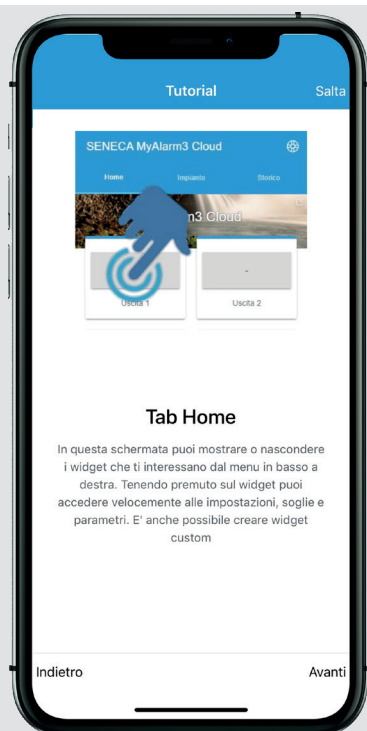 Tutorial
Salta
SENECA MyAlarm3 Cloud
Home
Impianto
Storico
m3 Cloud
-
Uscita 1
Uscita 2
Tab Home
In questa schermata puoi mostrare o nascondere
i widget che ti interessano dal menu in basso a
destra. Tenendo premuto sul widget puoi
accedere velocemente alle impostazioni, soglie e
parametri. E' anche possibile creare widget
custom
Indietro
Avanti